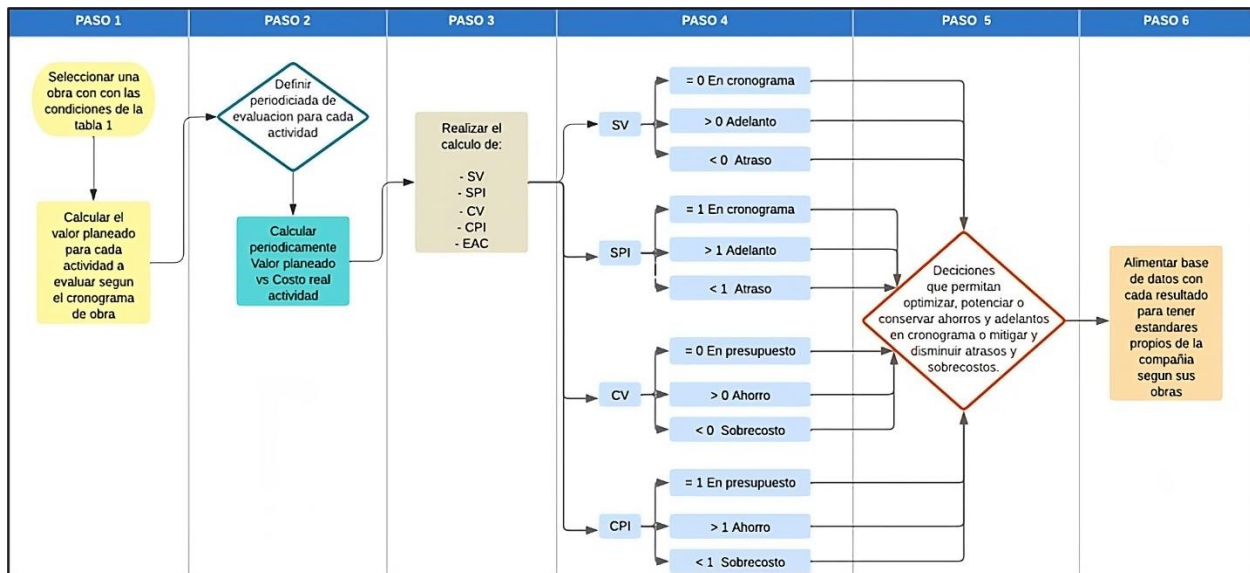 PASO 1
PASO 2
PASO 3
PASO 4
PASO 5
PASO 6
Seleccionar una
obra con con las
condiciones de la
tabla 1
Calcular el
valor planeado
para cada
actividad a
evaluar segun
el cronograma
de obra
Definir
periodiciada de
evaluacion para cada
actividad
Calcular
periodicamente
Valor planeado
vs Costo real
actividad
Realizar el
calculo de:
- SV
- SPI
- CV
- CPI
- EAC
SV
= 0 En cronograma
> 0 Adelanto
< 0 Atraso
SPI
= 1 En cronograma
> 1 Adelanto
< 1 Atraso
CV
= 0 En presupuesto
> 0 Ahorro
< 0 Sobrecosto
CPI
= 1 En presupuesto
> 1 Ahorro
< 1 Sobrecosto
Deciciones
que permitan
optimizar, potenciar o
conservar ahorros y adelantos
en cronograma o mitigar y
disminuir atrasos y
sobrecostos.
Alimentar base
de datos con
cada resultado
para tener
estandares
propios de la
compañia
segun sus
obras